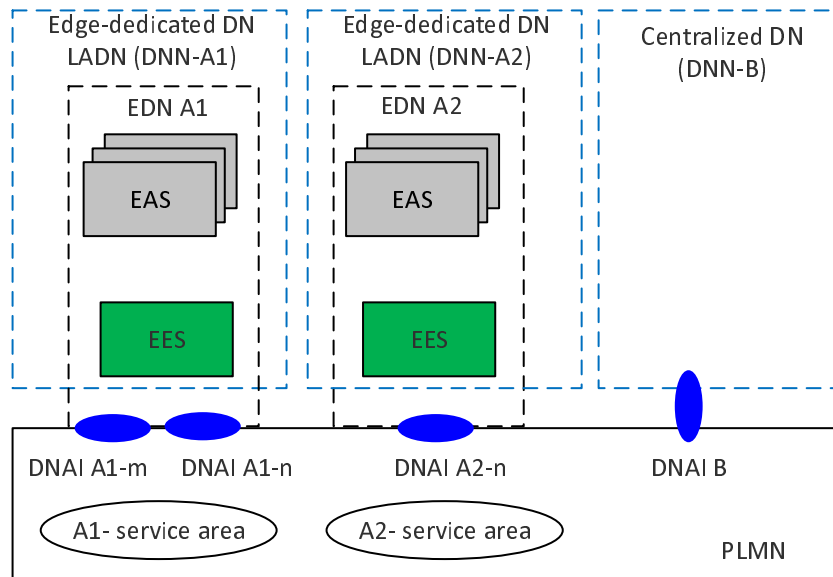 Edge-dedicated DN
LADN (DNN-A1)
Edge-dedicated DN
LADN (DNN-A2)
Centralized DN
(DNN-B)
EDN A1
EDN A2
EAS
EAS
EES
EES
DNAI A1-m
DNAI A1-n
DNAI A2-n
DNAI B
A1- service area
A2- service area
PLMN